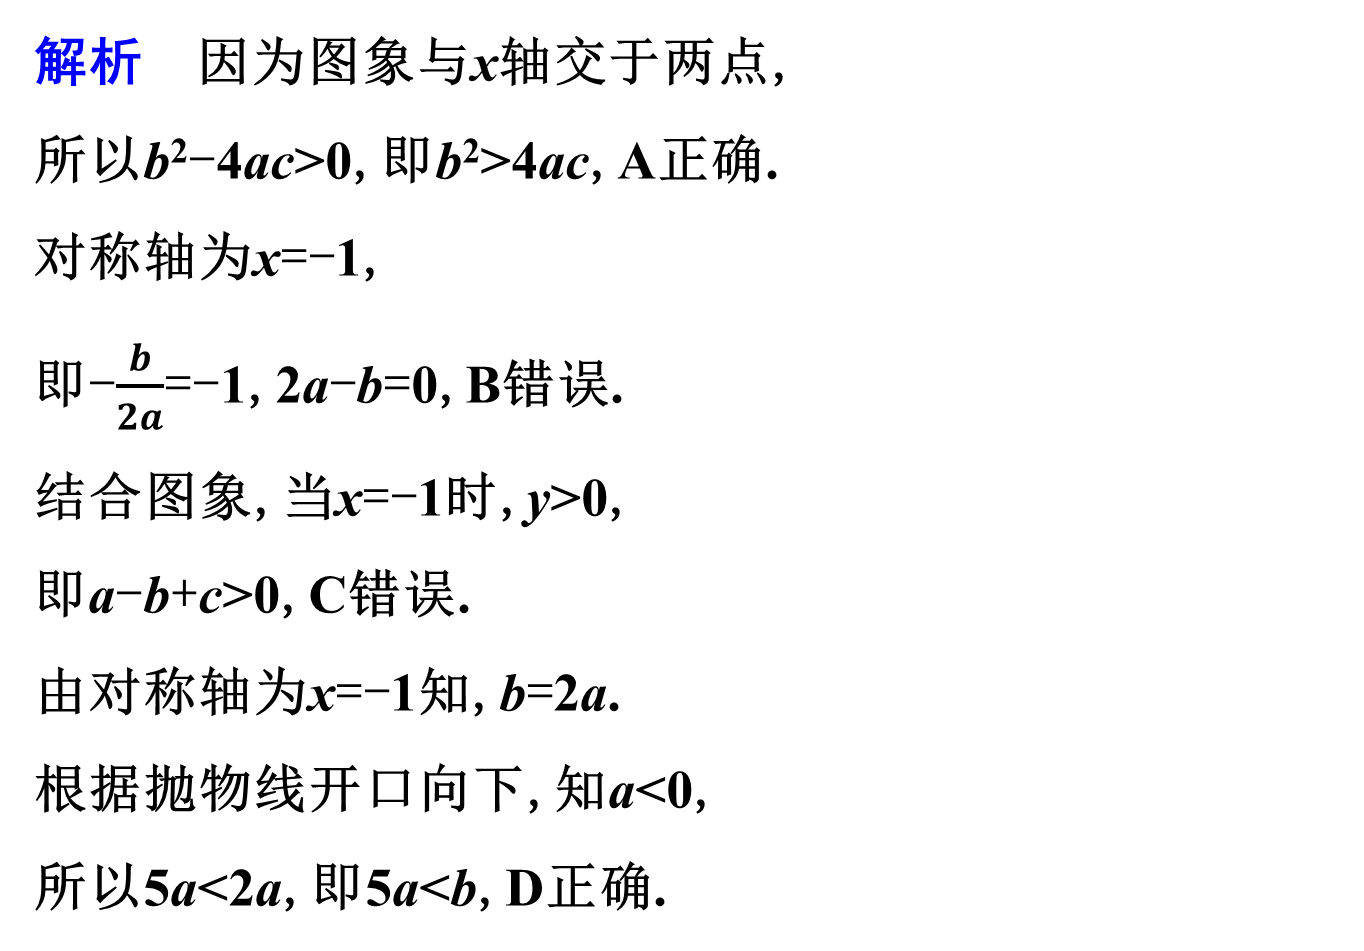 解析　因为图象与x轴交于两点,
所以b²−4ac>0, 即b²>4ac, A正确.
对称轴为x=−1,
即−b/2a=−1, 2a−b=0, B错误.
结合图象, 当x=−1时, y>0,
即a−b+c>0, C错误.
由对称轴为x=−1知, b=2a.
根据抛物线开口向下, 知a<0,
所以5a<2a, 即5a<b, D正确.